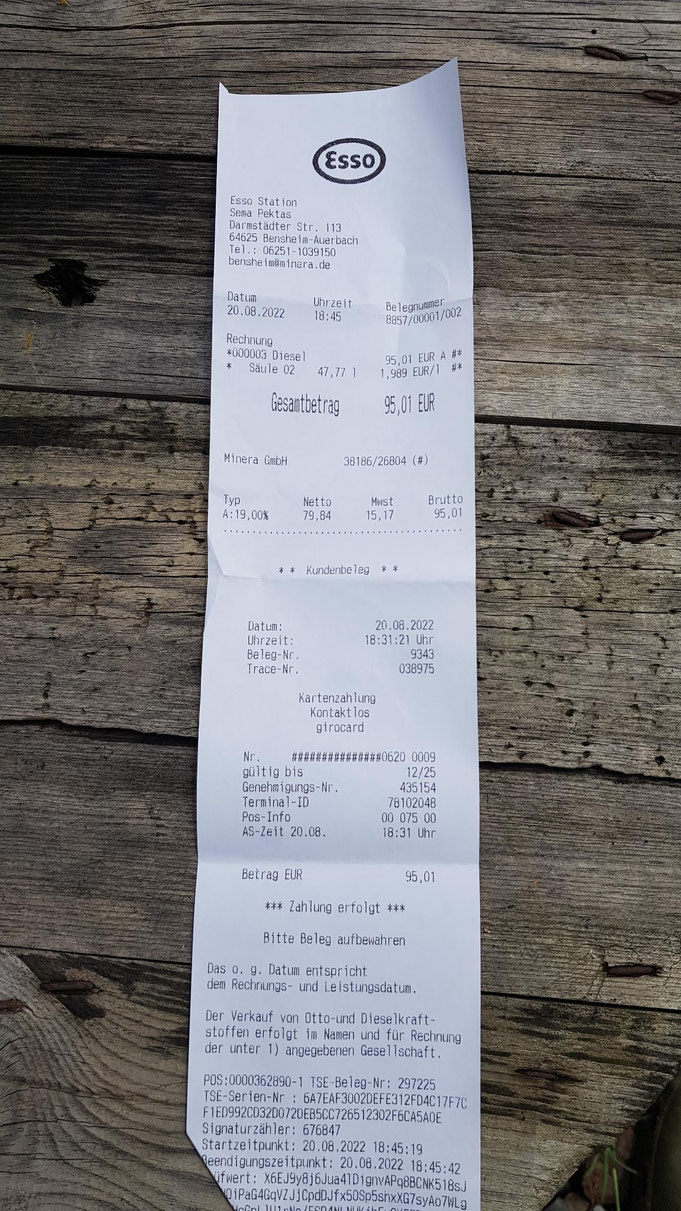 Esso
Esso Station
Sema Pektas
Darmstädter Str. 113
64625 Bensheim-Auerbach
Tel.: 06251-1039150
bensheim@minera.de
Datum Uhrzeit Belegnummer
20.08.2022 18:45 8857/00001/002
Rechnung
*000003 Diesel 95,01 EUR A #*
* Säule 02 47,77 l 1,989 EUR/l #*
Gesamtbetrag 95,01 EUR
Minera GmbH 38186/26804 (#)
Typ Netto Mwst Brutto
A:19,00% 79,84 15,17 95,01
* * Kundenbeleg * *
Datum: 20.08.2022
Uhrzeit: 18:31:21 Uhr
Beleg-Nr. 9343
Trace-Nr. 038975
Kartenzahlung
Kontaktlos
girocard
Nr. ###############0620 0009
gültig bis 12/25
Genehmigungs-Nr. 435154
Terminal-ID 78102048
Pos-Info 00 075 00
AS-Zeit 20.08. 18:31 Uhr
Betrag EUR 95,01
*** Zahlung erfolgt ***
Bitte Beleg aufbewahren
Das o. g. Datum entspricht
dem Rechnungs- und Leistungsdatum.
Der Verkauf von Otto-und Dieselkraft-
stoffen erfolgt im Namen und für Rechnung
der unter 1) angegebenen Gesellschaft.
POS:0000362890-1 TSE-Beleg-Nr: 297225
TSE-Serien-Nr : 6A7EAF3002DEFE312FD4C17F7C
F1ED992CD32D072DEB5CC726512302F6CA5A0E
Signaturzähler: 676847
Startzeitpunkt: 20.08.2022 18:45:19
Beendigungszeitpunkt: 20.08.2022 18:45:42